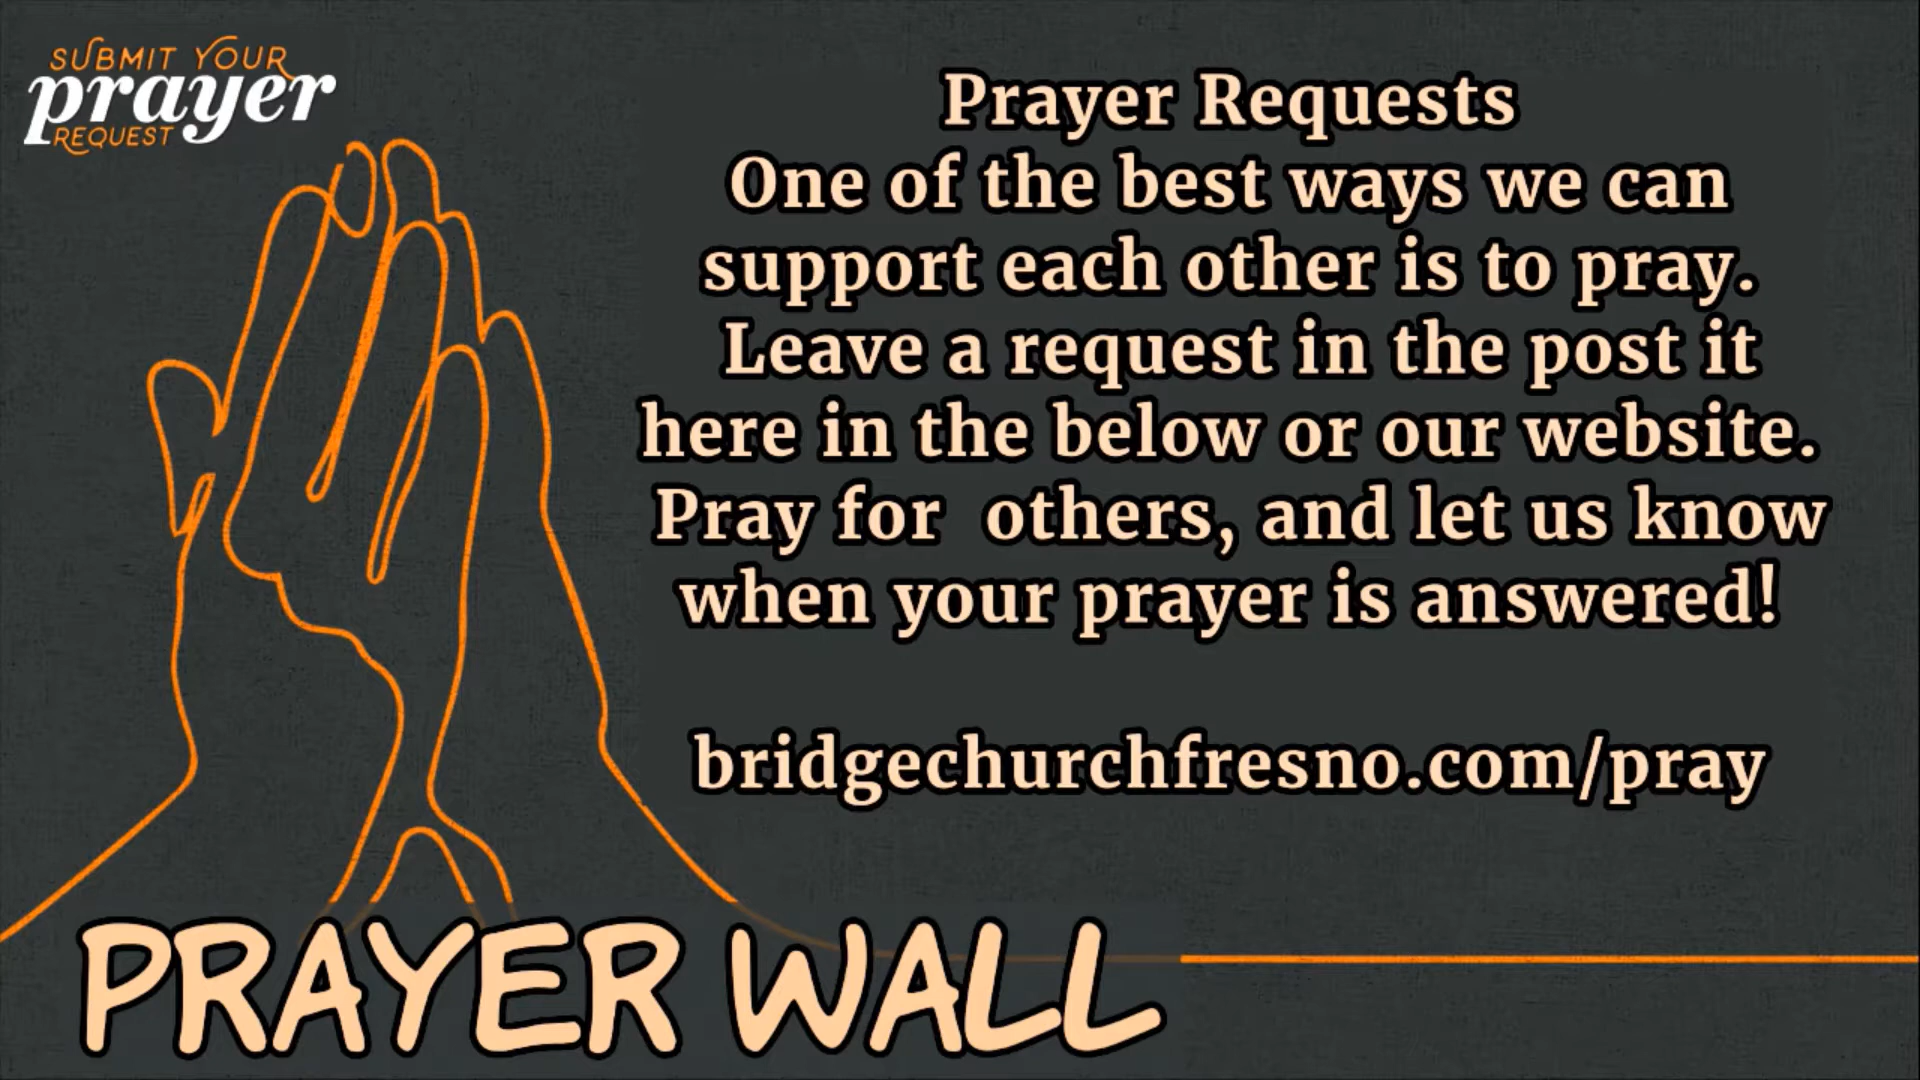 SUBMIT YOUR
prayer
REQUEST
Prayer Requests
One of the best ways we can
support each other is to pray.
Leave a request in the post it
here in the below or our website.
Pray for  others, and let us know
when your prayer is answered!
bridgechurchfresno.com/pray
PRAYER WALL